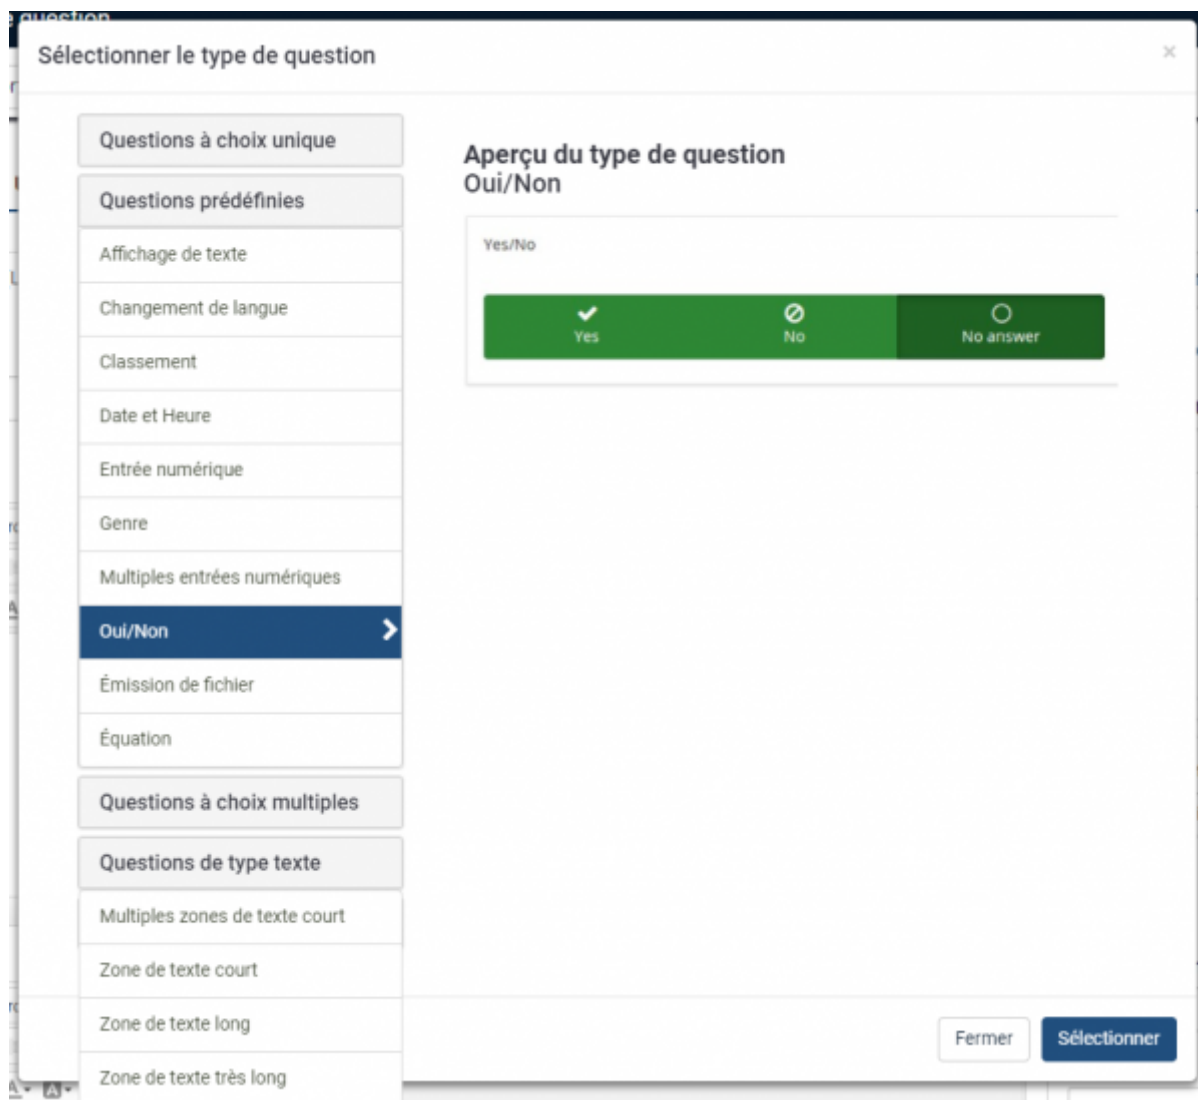 question
Sélectionner le type de question
×
Questions à choix unique
Questions prédéfinies
Affichage de texte
Changement de langue
Classement
Date et Heure
Entrée numérique
Genre
Multiples entrées numériques
Oui/Non
Émission de fichier
Équation
Questions à choix multiples
Questions de type texte
Multiples zones de texte court
Zone de texte court
Zone de texte long
Zone de texte très long
Aperçu du type de question
Oui/Non
Yes/No
Yes
No
No answer
Fermer
Sélectionner